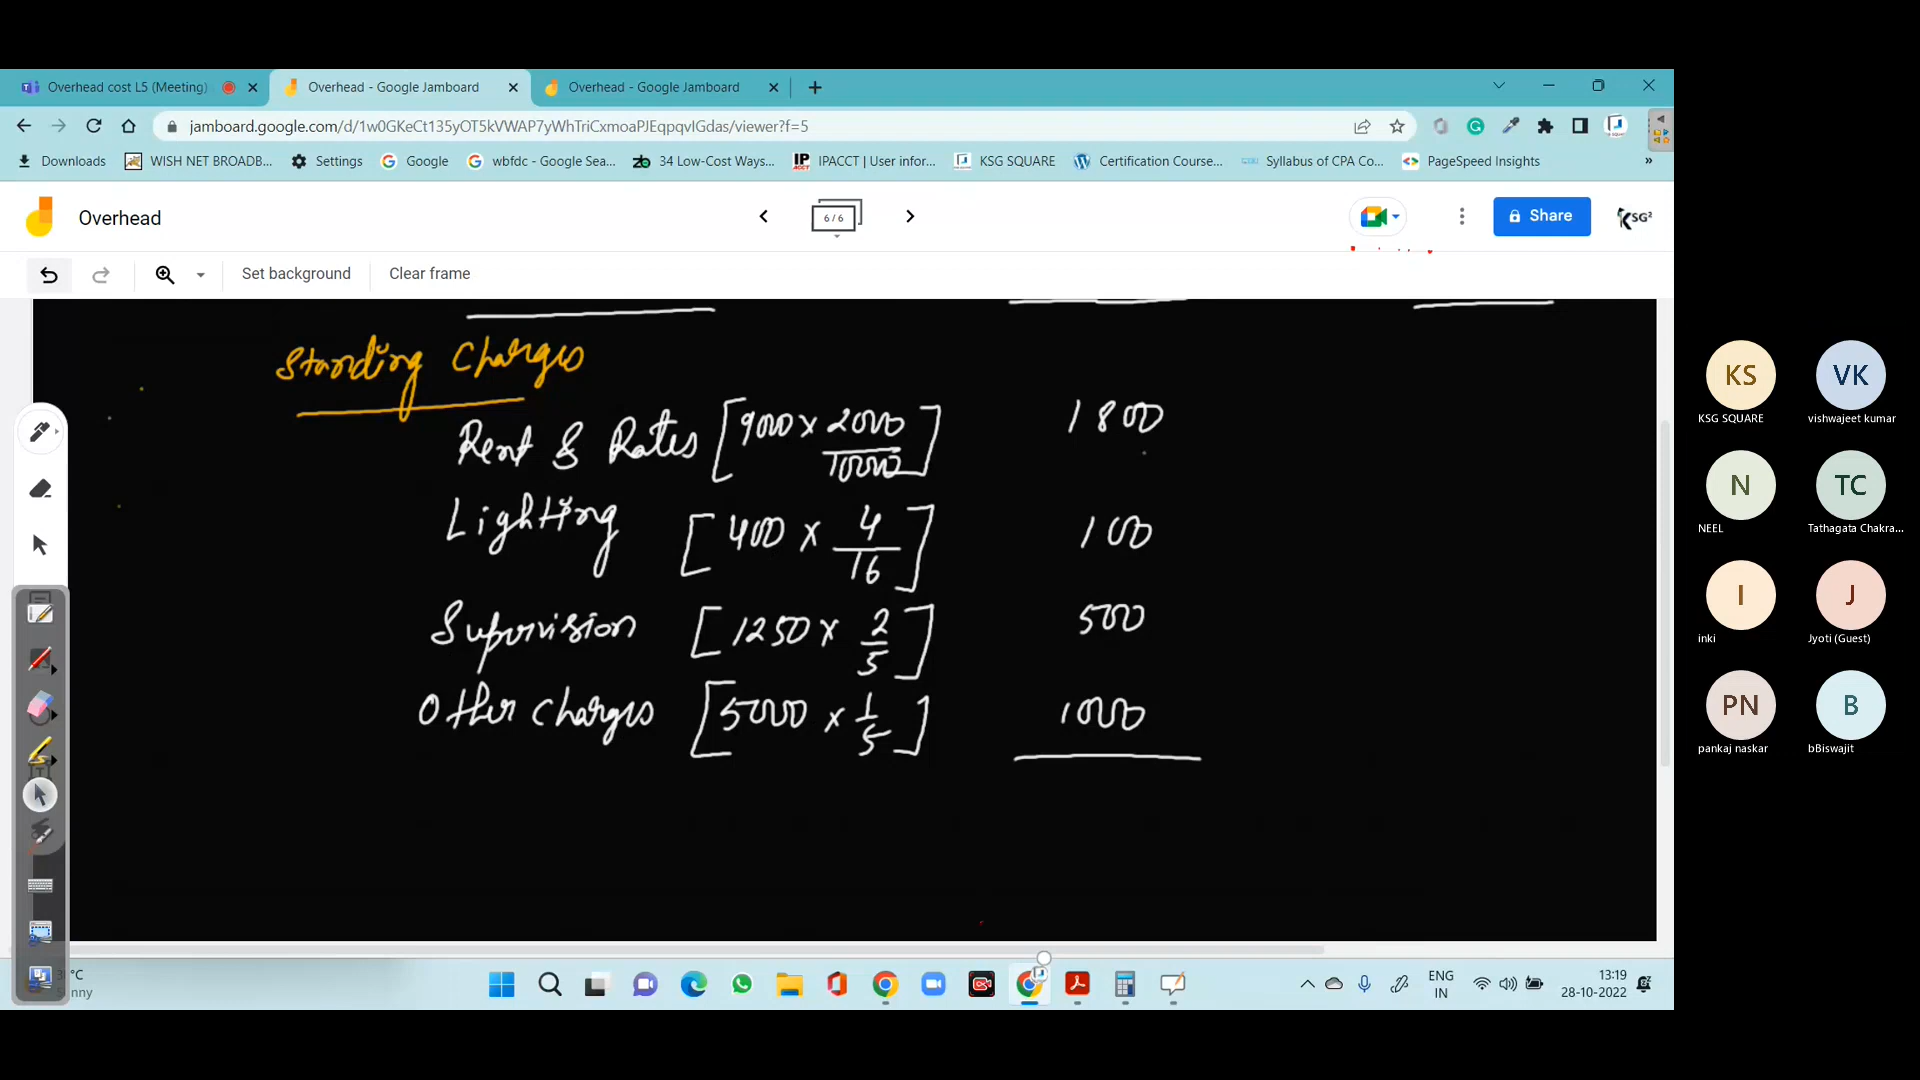 Overhead cost L5 (Meeting) Overhead - Google Jamboard Overhead - Google Jamboard
jamboard.google.com/d/1w0GKeCt135yOT5kVWAP7yWhTriCxmoaPJEqpqvIGdas/viewer?f=5
Downloads WISH NET BROADB... Settings Google wbfdc - Google Sea... 34 Low-Cost Ways... IPACCT | User infor... KSG SQUARE Certification Course... Syllabus of CPA Co... PageSpeed Insights »
Overhead 6 / 6 Share KSG²
Set background Clear frame
Standing Charges
Rent & Rates [9000 x 2000/10000] 1800
Lighting [400 x 4/16] 100
Supervision [1250 x 2/5] 500
Other charges [5000 x 1/5] 1000
KS VK
KSG SQUARE vishwajeet kumar
N TC
NEEL Tathagata Chakra...
I J
inki Jyoti (Guest)
PN B
pankaj naskar bBiswajit
ENG 13:19
IN 28-10-2022